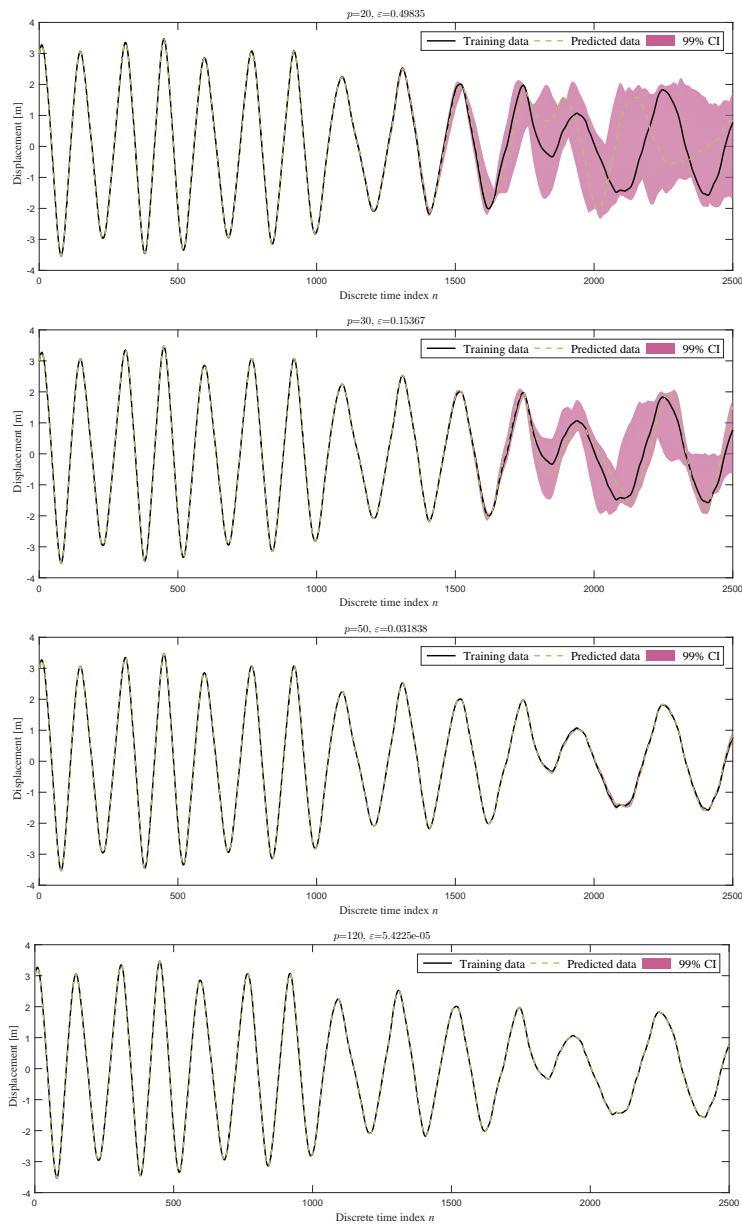 p=20, ε=0.49835
Training data Predicted data 99% CI
Displacement [m]
4
3
2
1
0
-1
-2
-3
-4
0 500 1000 1500 2000 2500
Discrete time index n
p=30, ε=0.15367
Training data Predicted data 99% CI
Displacement [m]
4
3
2
1
0
-1
-2
-3
-4
0 500 1000 1500 2000 2500
Discrete time index n
p=50, ε=0.031838
Training data Predicted data 99% CI
Displacement [m]
4
3
2
1
0
-1
-2
-3
-4
0 500 1000 1500 2000 2500
Discrete time index n
p=120, ε=5.4225e-05
Training data Predicted data 99% CI
Displacement [m]
4
3
2
1
0
-1
-2
-3
-4
0 500 1000 1500 2000 2500
Discrete time index n